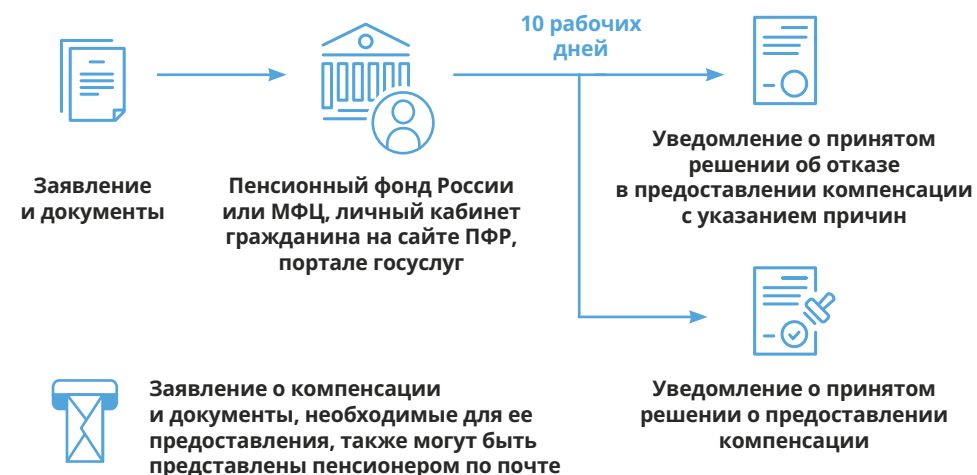 Заявление
и документы
Пенсионный фонд России
или МФЦ, личный кабинет
гражданина на сайте ПФР,
портале госуслуг
10 рабочих
дней
Уведомление о принятом
решении об отказе
в предоставлении компенсации
с указанием причин
Уведомление о принятом
решении о предоставлении
компенсации
Заявление о компенсации
и документы, необходимые для ее
предоставления, также могут быть
представлены пенсионером по почте